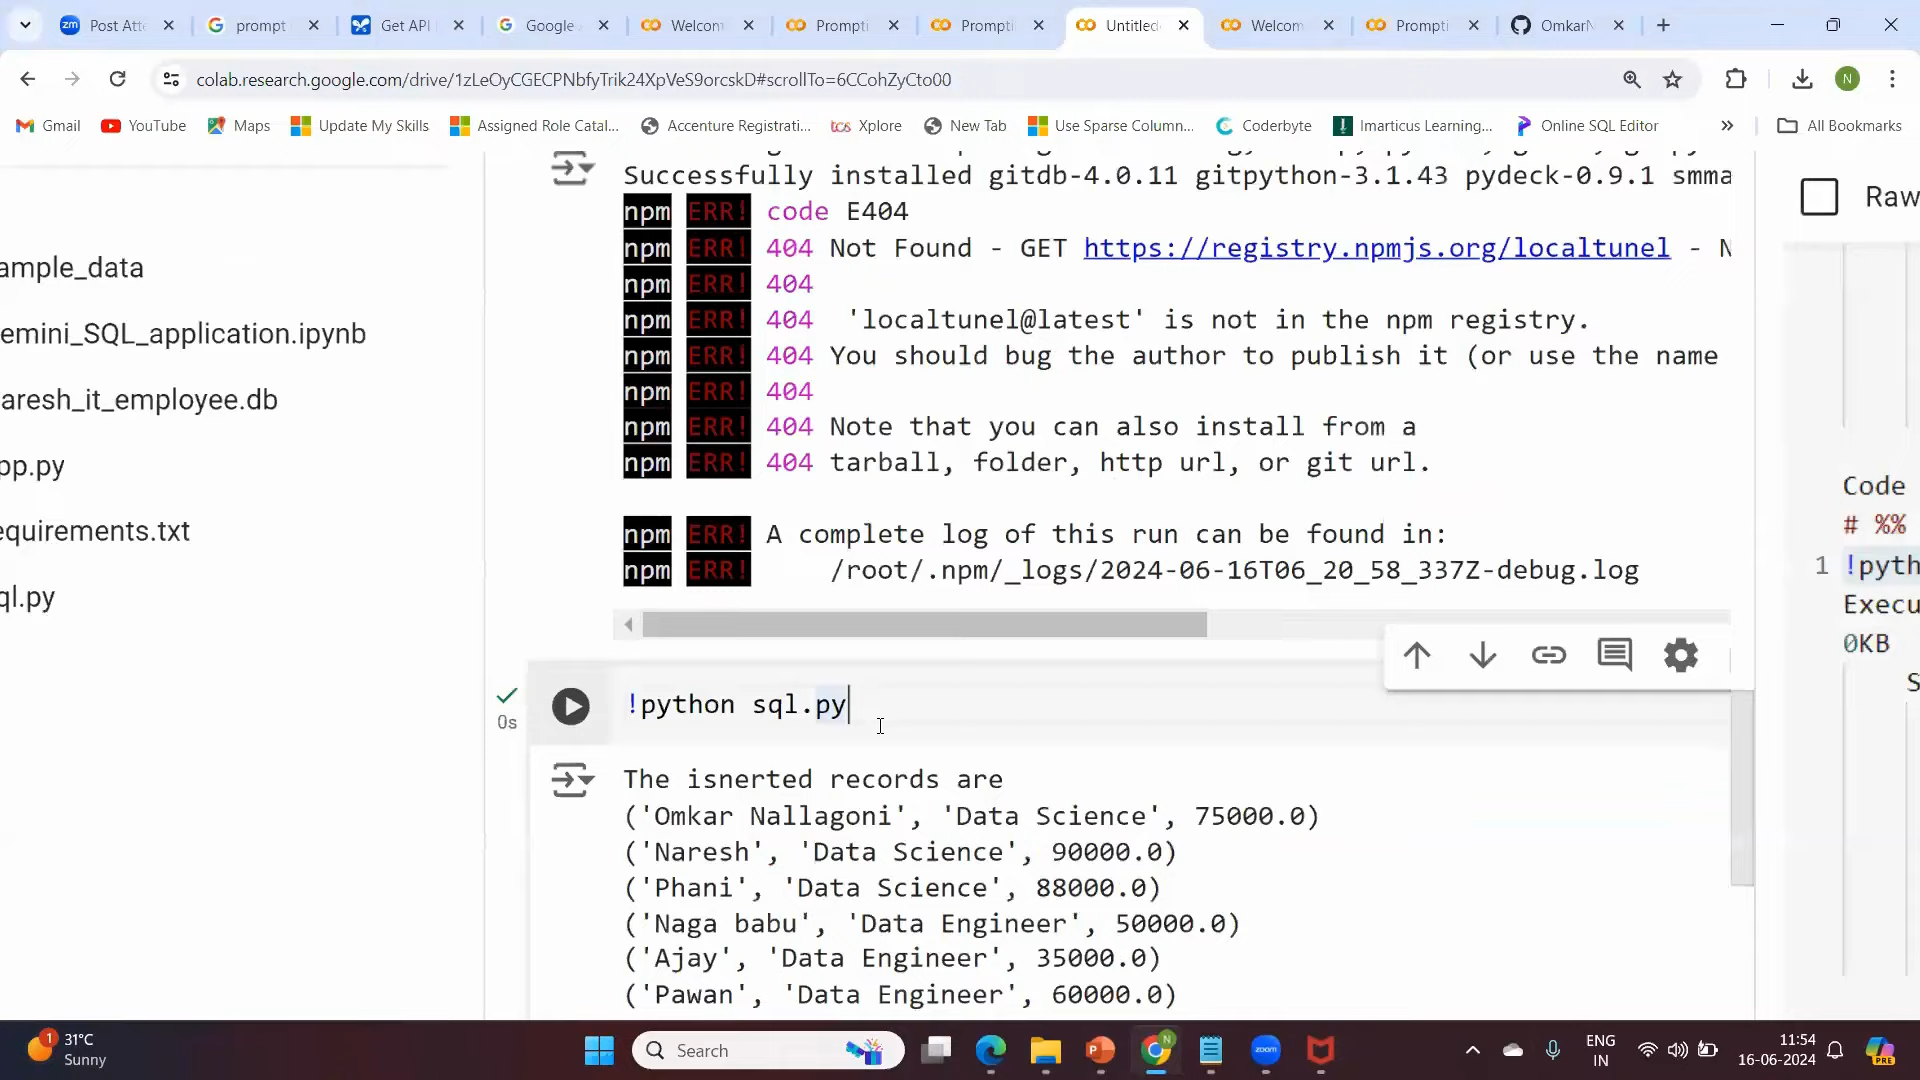 Post Atte
prompt
Get API
Google
Welcom
Prompti
Prompti
Untitled
Welcom
Prompti
OmkarN
colab.research.google.com/drive/1zLeOyCGECPNbfyTrik24XpVeS9orcskD#scrollTo=6CCohZyCto00
N
Gmail
YouTube
Maps
Update My Skills
Assigned Role Catal...
Accenture Registrati...
Xplore
New Tab
Use Sparse Column...
Coderbyte
Imarticus Learning...
Online SQL Editor
All Bookmarks
ample_data
emini_SQL_application.ipynb
aresh_it_employee.db
pp.py
equirements.txt
ql.py
Successfully installed gitdb-4.0.11 gitpython-3.1.43 pydeck-0.9.1 smma
npm ERR! code E404
npm ERR! 404 Not Found - GET https://registry.npmjs.org/localtunel - N
npm ERR! 404
npm ERR! 404  'localtunel@latest' is not in the npm registry.
npm ERR! 404 You should bug the author to publish it (or use the name
npm ERR! 404
npm ERR! 404 Note that you can also install from a
npm ERR! 404 tarball, folder, http url, or git url.
npm ERR! A complete log of this run can be found in:
npm ERR!     /root/.npm/_logs/2024-06-16T06_20_58_337Z-debug.log
0s
!python sql.py
The isnerted records are
('Omkar Nallagoni', 'Data Science', 75000.0)
('Naresh', 'Data Science', 90000.0)
('Phani', 'Data Science', 88000.0)
('Naga babu', 'Data Engineer', 50000.0)
('Ajay', 'Data Engineer', 35000.0)
('Pawan', 'Data Engineer', 60000.0)
Raw
Code
# %%
1 !pyth
Execu
0KB
S
31°C
Sunny
Search
ENG
IN
11:54
16-06-2024